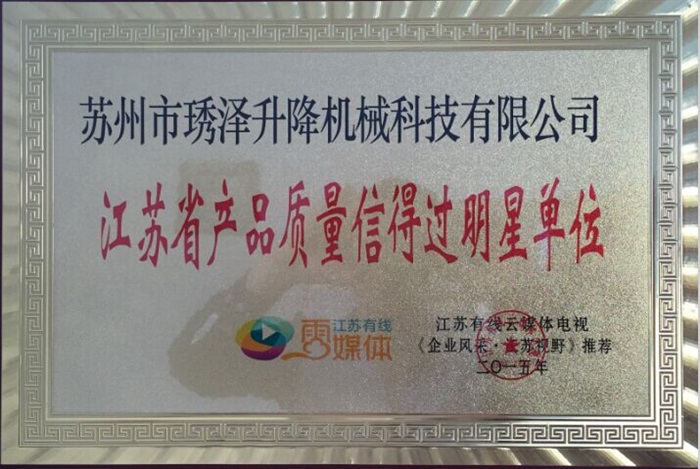 苏州市琇泽升降机械科技有限公司
江苏省产品质量信得过明星单位
江苏有线
云媒体
江苏有线云媒体电视
《企业风采·江苏视野》推荐
二〇一五年